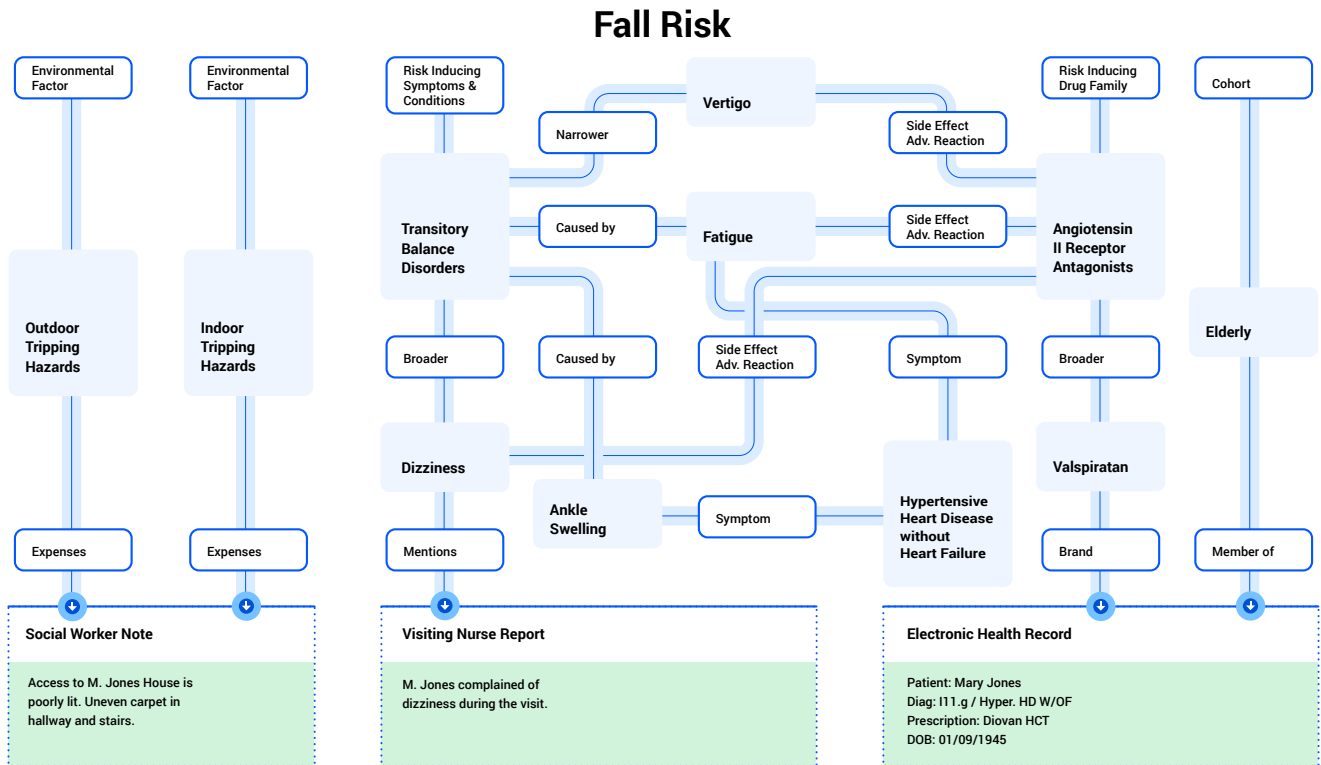 Fall Risk
Environmental
Factor
Environmental
Factor
Risk Inducing
Symptoms &
Conditions
Vertigo
Risk Inducing
Drug Family
Cohort
Narrower
Side Effect
Adv. Reaction
Transitory
Balance
Disorders
Caused by
Fatigue
Side Effect
Adv. Reaction
Angiotensin
II Receptor
Antagonists
Outdoor
Tripping
Hazards
Indoor
Tripping
Hazards
Elderly
Broader
Caused by
Side Effect
Adv. Reaction
Symptom
Broader
Dizziness
Valspiratan
Ankle
Swelling
Symptom
Hypertensive
Heart Disease
without
Heart Failure
Expenses
Expenses
Mentions
Brand
Member of
Social Worker Note
Access to M. Jones House is
poorly lit. Uneven carpet in
hallway and stairs.
Visiting Nurse Report
M. Jones complained of
dizziness during the visit.
Electronic Health Record
Patient: Mary Jones
Diag: I11.g / Hyper. HD W/OF
Prescription: Diovan HCT
DOB: 01/09/1945